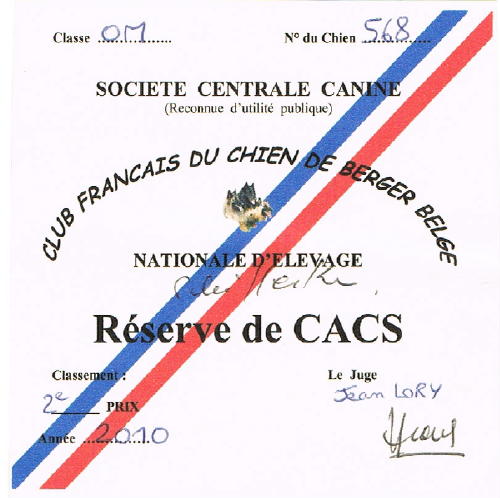 Classe OM N° du Chien 568
SOCIETE CENTRALE CANINE
(Reconnue d'utilité publique)
CLUB FRANCAIS DU CHIEN DE BERGER BELGE
NATIONALE D'ELEVAGE
Réserve de CACS
Classement : Le Juge
2e PRIX Jean LORY
Année 2010